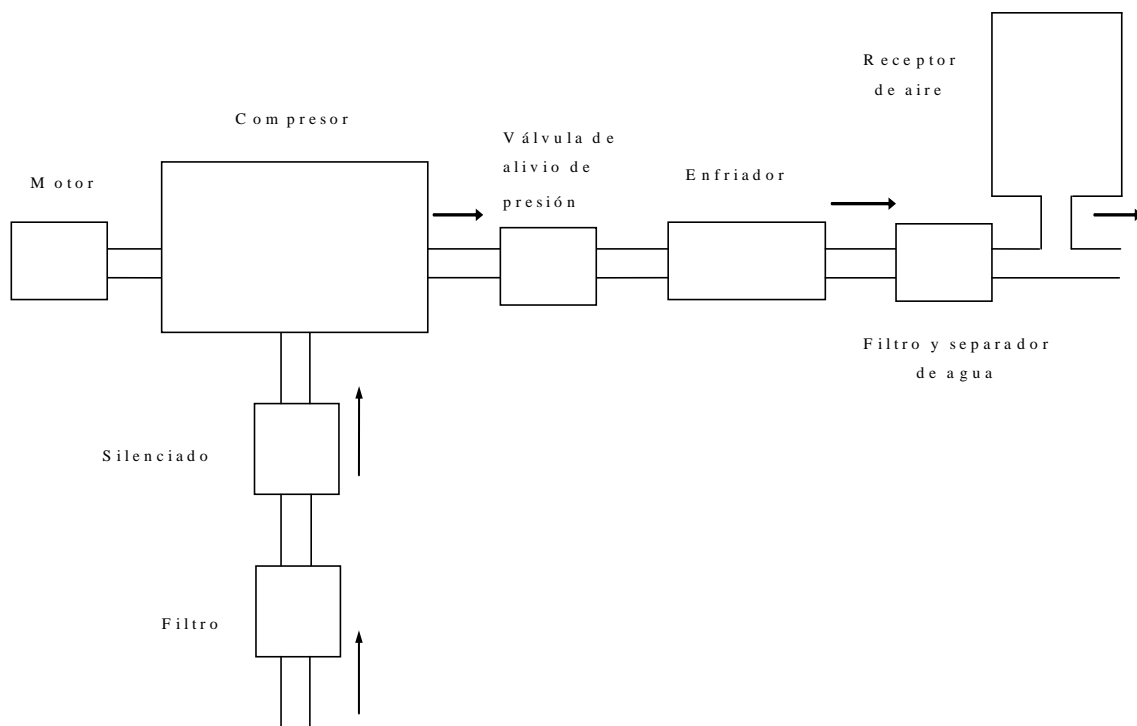 Receptor
de aire
Compresor
Válvula de
alivio de
presión
Enfriador
Motor
Filtro y separador
de agua
Silenciado
Filtro